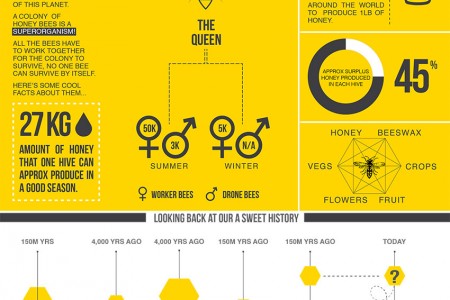 OF THIS PLANET.
A COLONY OF
HONEY BEES IS A
SUPERORGANISM!
ALL THE BEES HAVE
TO WORK TOGETHER
FOR THE COLONY TO
SURVIVE, NO ONE BEE
CAN SURVIVE BY ITSELF.
HERE'S SOME COOL
FACTS ABOUT THEM...
27 KG
AMOUNT OF HONEY
THAT ONE HIVE CAN
APPROX PRODUCE IN
A GOOD SEASON.
THE
QUEEN
50K
3K
5K
N/A
SUMMER
WINTER
WORKER BEES
DRONE BEES
AROUND THE WORLD
TO PRODUCE 1LB OF
HONEY.
APPROX SURPLUS
HONEY PRODUCED
IN EACH HIVE
45%
HONEY
BEESWAX
VEGS
CROPS
FLOWERS
FRUIT
LOOKING BACK AT OUR A SWEET HISTORY
150M YRS
4,000 YRS AGO
4,000 YRS AGO
150M YRS AGO
150M YRS AGO
TODAY
?